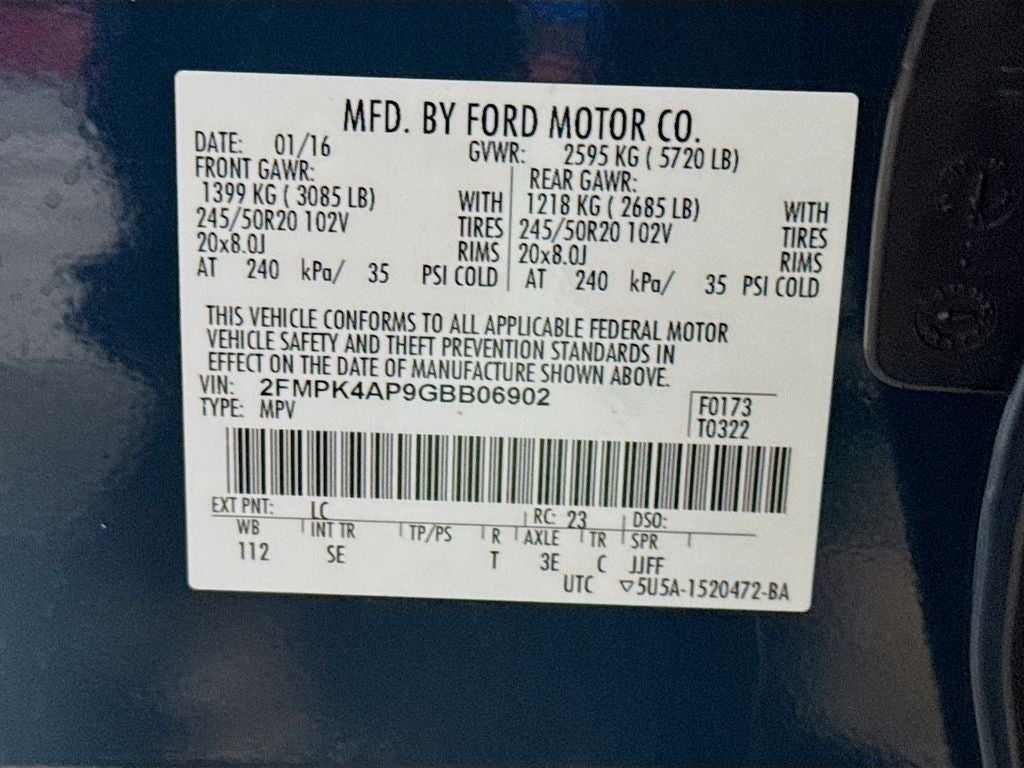 MFD. BY FORD MOTOR CO.
DATE: 01/16 GVWR: 2595 KG ( 5720 LB)
FRONT GAWR: REAR GAWR:
1399 KG ( 3085 LB) WITH 1218 KG ( 2685 LB) WITH
245/50R20 102V TIRES 245/50R20 102V TIRES
20x8.0J RIMS 20x8.0J RIMS
AT 240 kPa/ 35 PSI COLD AT 240 kPa/ 35 PSI COLD
THIS VEHICLE CONFORMS TO ALL APPLICABLE FEDERAL MOTOR
VEHICLE SAFETY AND THEFT PREVENTION STANDARDS IN
EFFECT ON THE DATE OF MANUFACTURE SHOWN ABOVE.
VIN: 2FMPK4AP9GBB06902
TYPE: MPV
F0173
T0322
EXT PNT: LC RC: 23 DSO:
WB INT TR TP/PS R AXLE TR SPR
112 SE T 3E C JJFF
UTC ▽5U5A-1520472-BA